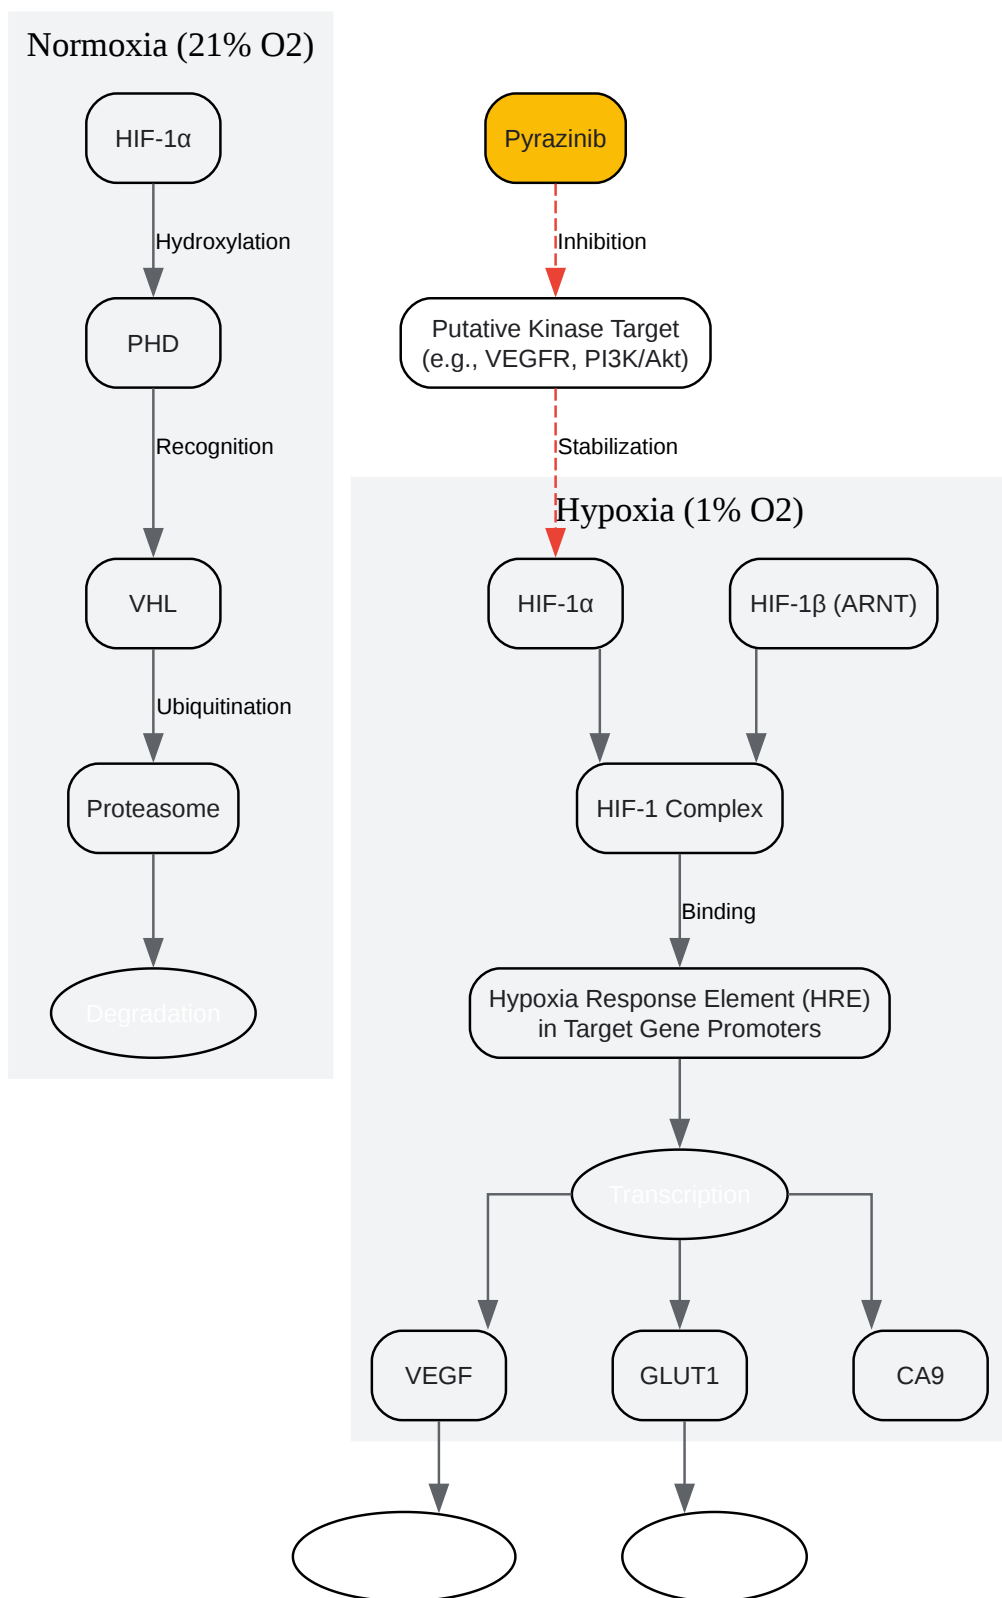 Normoxia (21% O2)
HIF-1α
Hydroxylation
PHD
Recognition
VHL
Ubiquitination
Proteasome
Degradation
Pyrazinib
Inhibition
Putative Kinase Target
(e.g., VEGFR, PI3K/Akt)
Stabilization
Hypoxia (1% O2)
HIF-1α
HIF-1β (ARNT)
HIF-1 Complex
Binding
Hypoxia Response Element (HRE)
in Target Gene Promoters
Transcription
VEGF
GLUT1
CA9